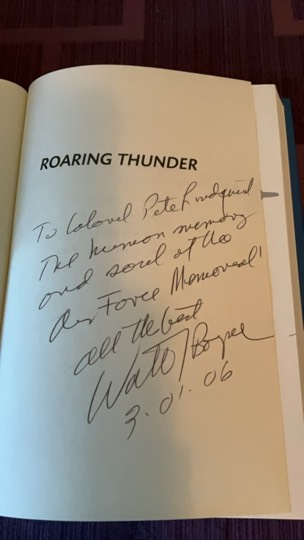 ROARING THUNDER
To Colonel Pete Lindquist
The human memory
and soul of the
Air Force Memorial!
all the best
Walt Boyne
3.01.06